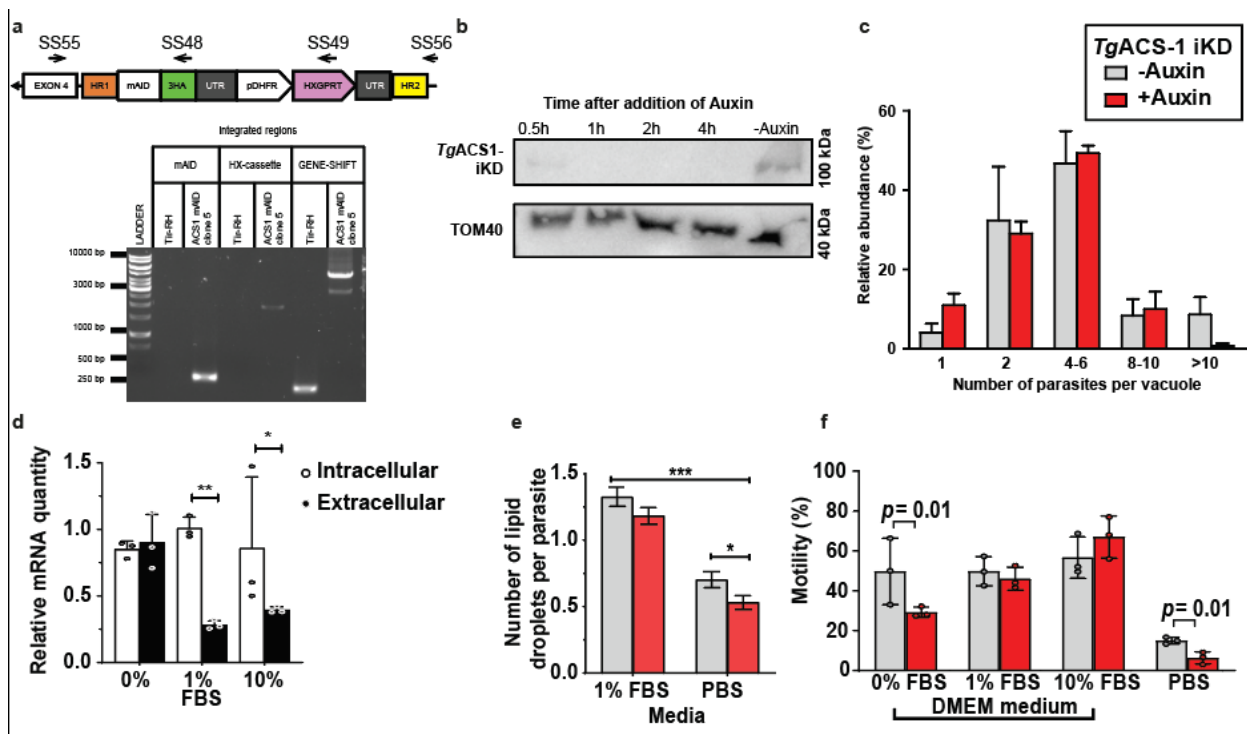 a
SS55
SS48
SS49
SS56
EXON 4
HR1
mAID
3HA
UTR
pDHFR
HXGPRT
UTR
HR2
Integrated regions
mAID
HX-cassette
GENE-SHIFT
LADDER
Tir-RH
ACS1 mAID
clone 5
Tir-RH
ACS1 mAID
clone 5
Tir-RH
ACS1 mAID
clone 5
10000 bp
3000 bp
1000 bp
500 bp
250 bp
b
Time after addition of Auxin
0.5h 1h 2h 4h -Auxin
TgACS1-
iKD
100 kDa
TOM40
40 kDa
c
TgACS-1 iKD
-Auxin
+Auxin
Relative abundance (%)
60
40
20
0
1 2 4-6 8-10 >10
Number of parasites per vacuole
d
Relative mRNA quantity
1.5
1.0
0.5
0.0
**
*
Intracellular
Extracellular
0% 1% 10%
FBS
e
Number of lipid
droplets per parasite
1.5
1.0
0.5
0.0
***
*
1% FBS PBS
Media
f
Motility (%)
100
80
60
40
20
0
p= 0.01
p= 0.01
0% FBS 1% FBS 10% FBS PBS
DMEM medium